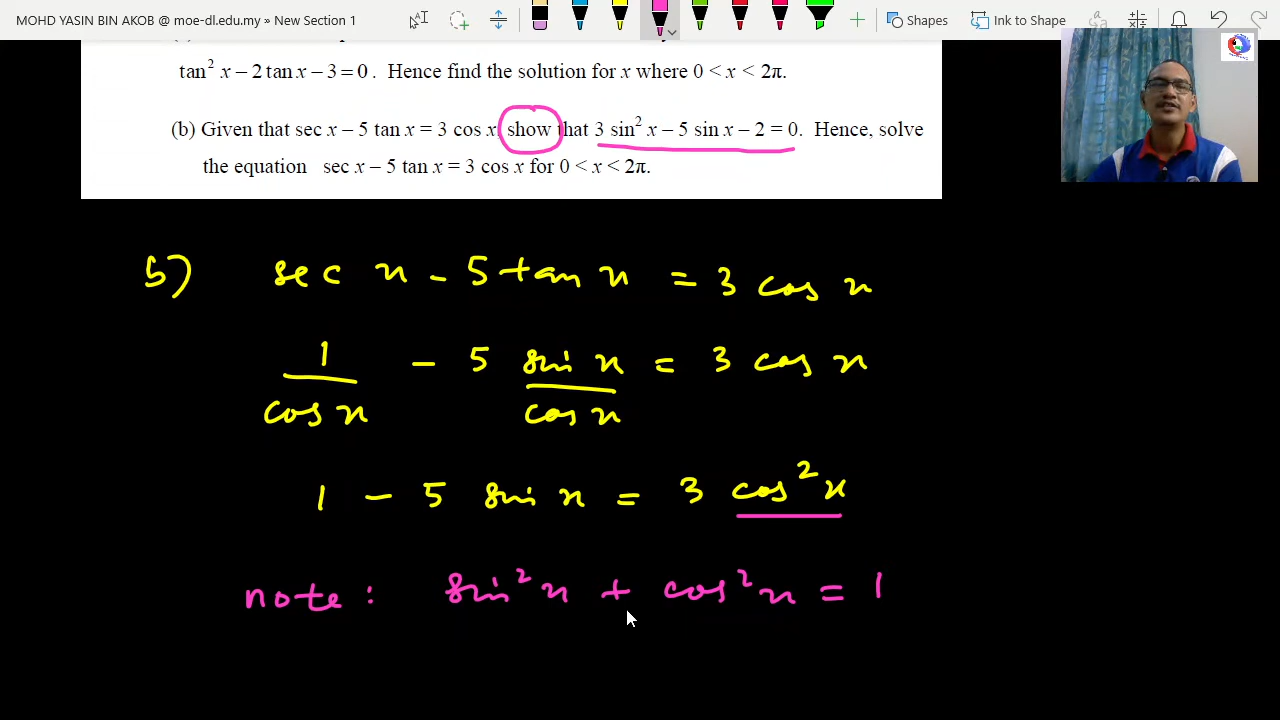 MOHD YASIN BIN AKOB @ moe-dl.edu.my » New Section 1
Shapes
Ink to Shape
tan² x – 2 tan x – 3 = 0 . Hence find the solution for x where 0 < x < 2π.
(b) Given that sec x – 5 tan x = 3 cos x, show that 3 sin² x – 5 sin x – 2 = 0. Hence, solve
the equation sec x – 5 tan x = 3 cos x for 0 < x < 2π.
b) sec x - 5 tan x = 3 cos x
1/cos x - 5 sin x/cos x = 3 cos x
1 - 5 sin x = 3 cos² x
note: sin² x + cos² x = 1